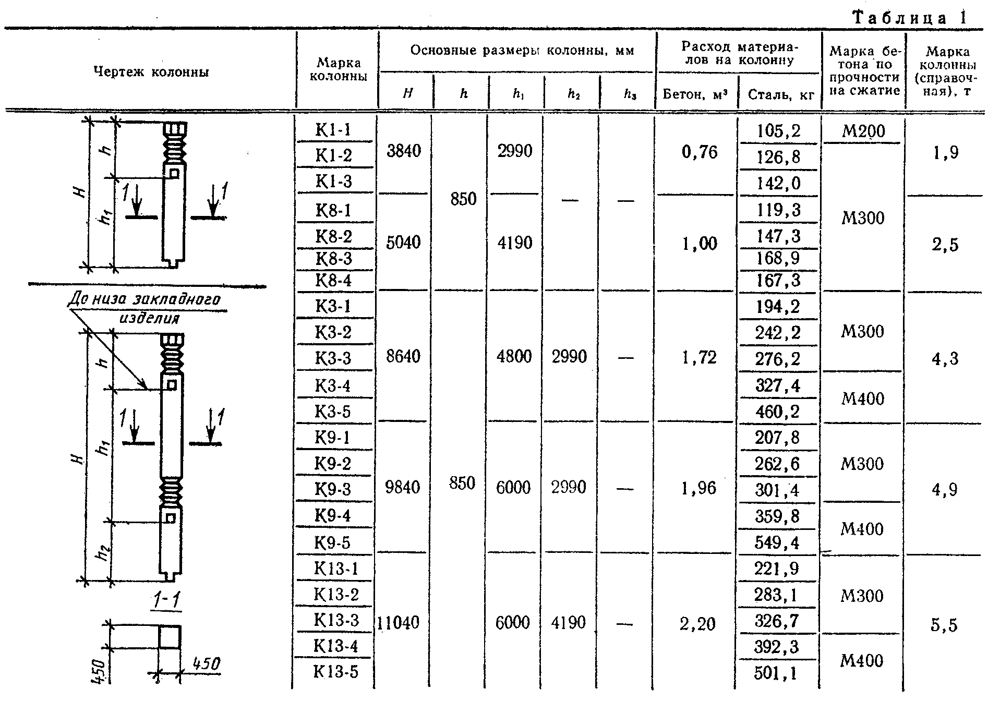 Таблица 1
Чертеж колонны
Марка
колонны
Основные размеры колонны, мм
Расход материа-
лов на колонну
Марка бе-
тона по
прочности
на сжатие
Марка
колонны
(справоч-
ная), т
H h h₁ h₂ h₃ Бетон, м³ Сталь, кг
К1-1 105,2 М200
К1-2 3840 2990 0,76 126,8 1,9
К1-3 142,0
850 — —
К8-1 119,3 М300
К8-2 5040 4190 1,00 147,3 2,5
К8-3 168,9
К8-4 167,3
К3-1 194,2
К3-2 242,2 М300
К3-3 8640 4800 2990 — 1,72 276,2 4,3
К3-4 327,4
К3-5 460,2 М400
К9-1 207,8
К9-2 262,6 М300
К9-3 9840 850 6000 2990 — 1,96 301,4 4,9
К9-4 359,8
К9-5 549,4 М400
К13-1 221,9
К13-2 283,1 М300
К13-3 11040 6000 4190 — 2,20 326,7 5,5
К13-4 392,3
К13-5 501,1 М400
h
H
h₁
1 1
До низа закладного
изделия
h
1 1
h₁
H
h₂
1-1
450
450